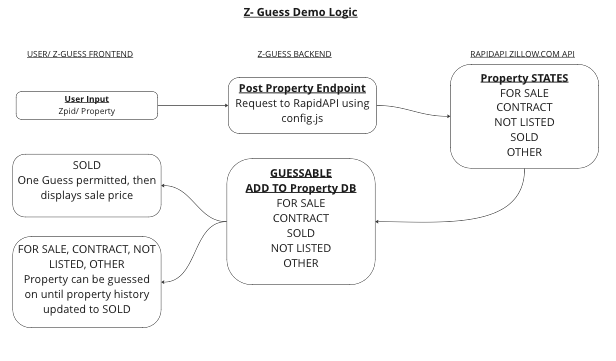 Z- Guess Demo Logic
USER/ Z-GUESS FRONTEND
Z-GUESS BACKEND
RAPIDAPI ZILLOW.COM API
User Input
Zpid/ Property
Post Property Endpoint
Request to RapidAPI using
config.js
Property STATES
FOR SALE
CONTRACT
NOT LISTED
SOLD
OTHER
SOLD
One Guess permitted, then
displays sale price
GUESSABLE
ADD TO Property DB
FOR SALE
CONTRACT
SOLD
NOT LISTED
OTHER
FOR SALE, CONTRACT, NOT
LISTED, OTHER
Property can be guessed
on until property history
updated to SOLD